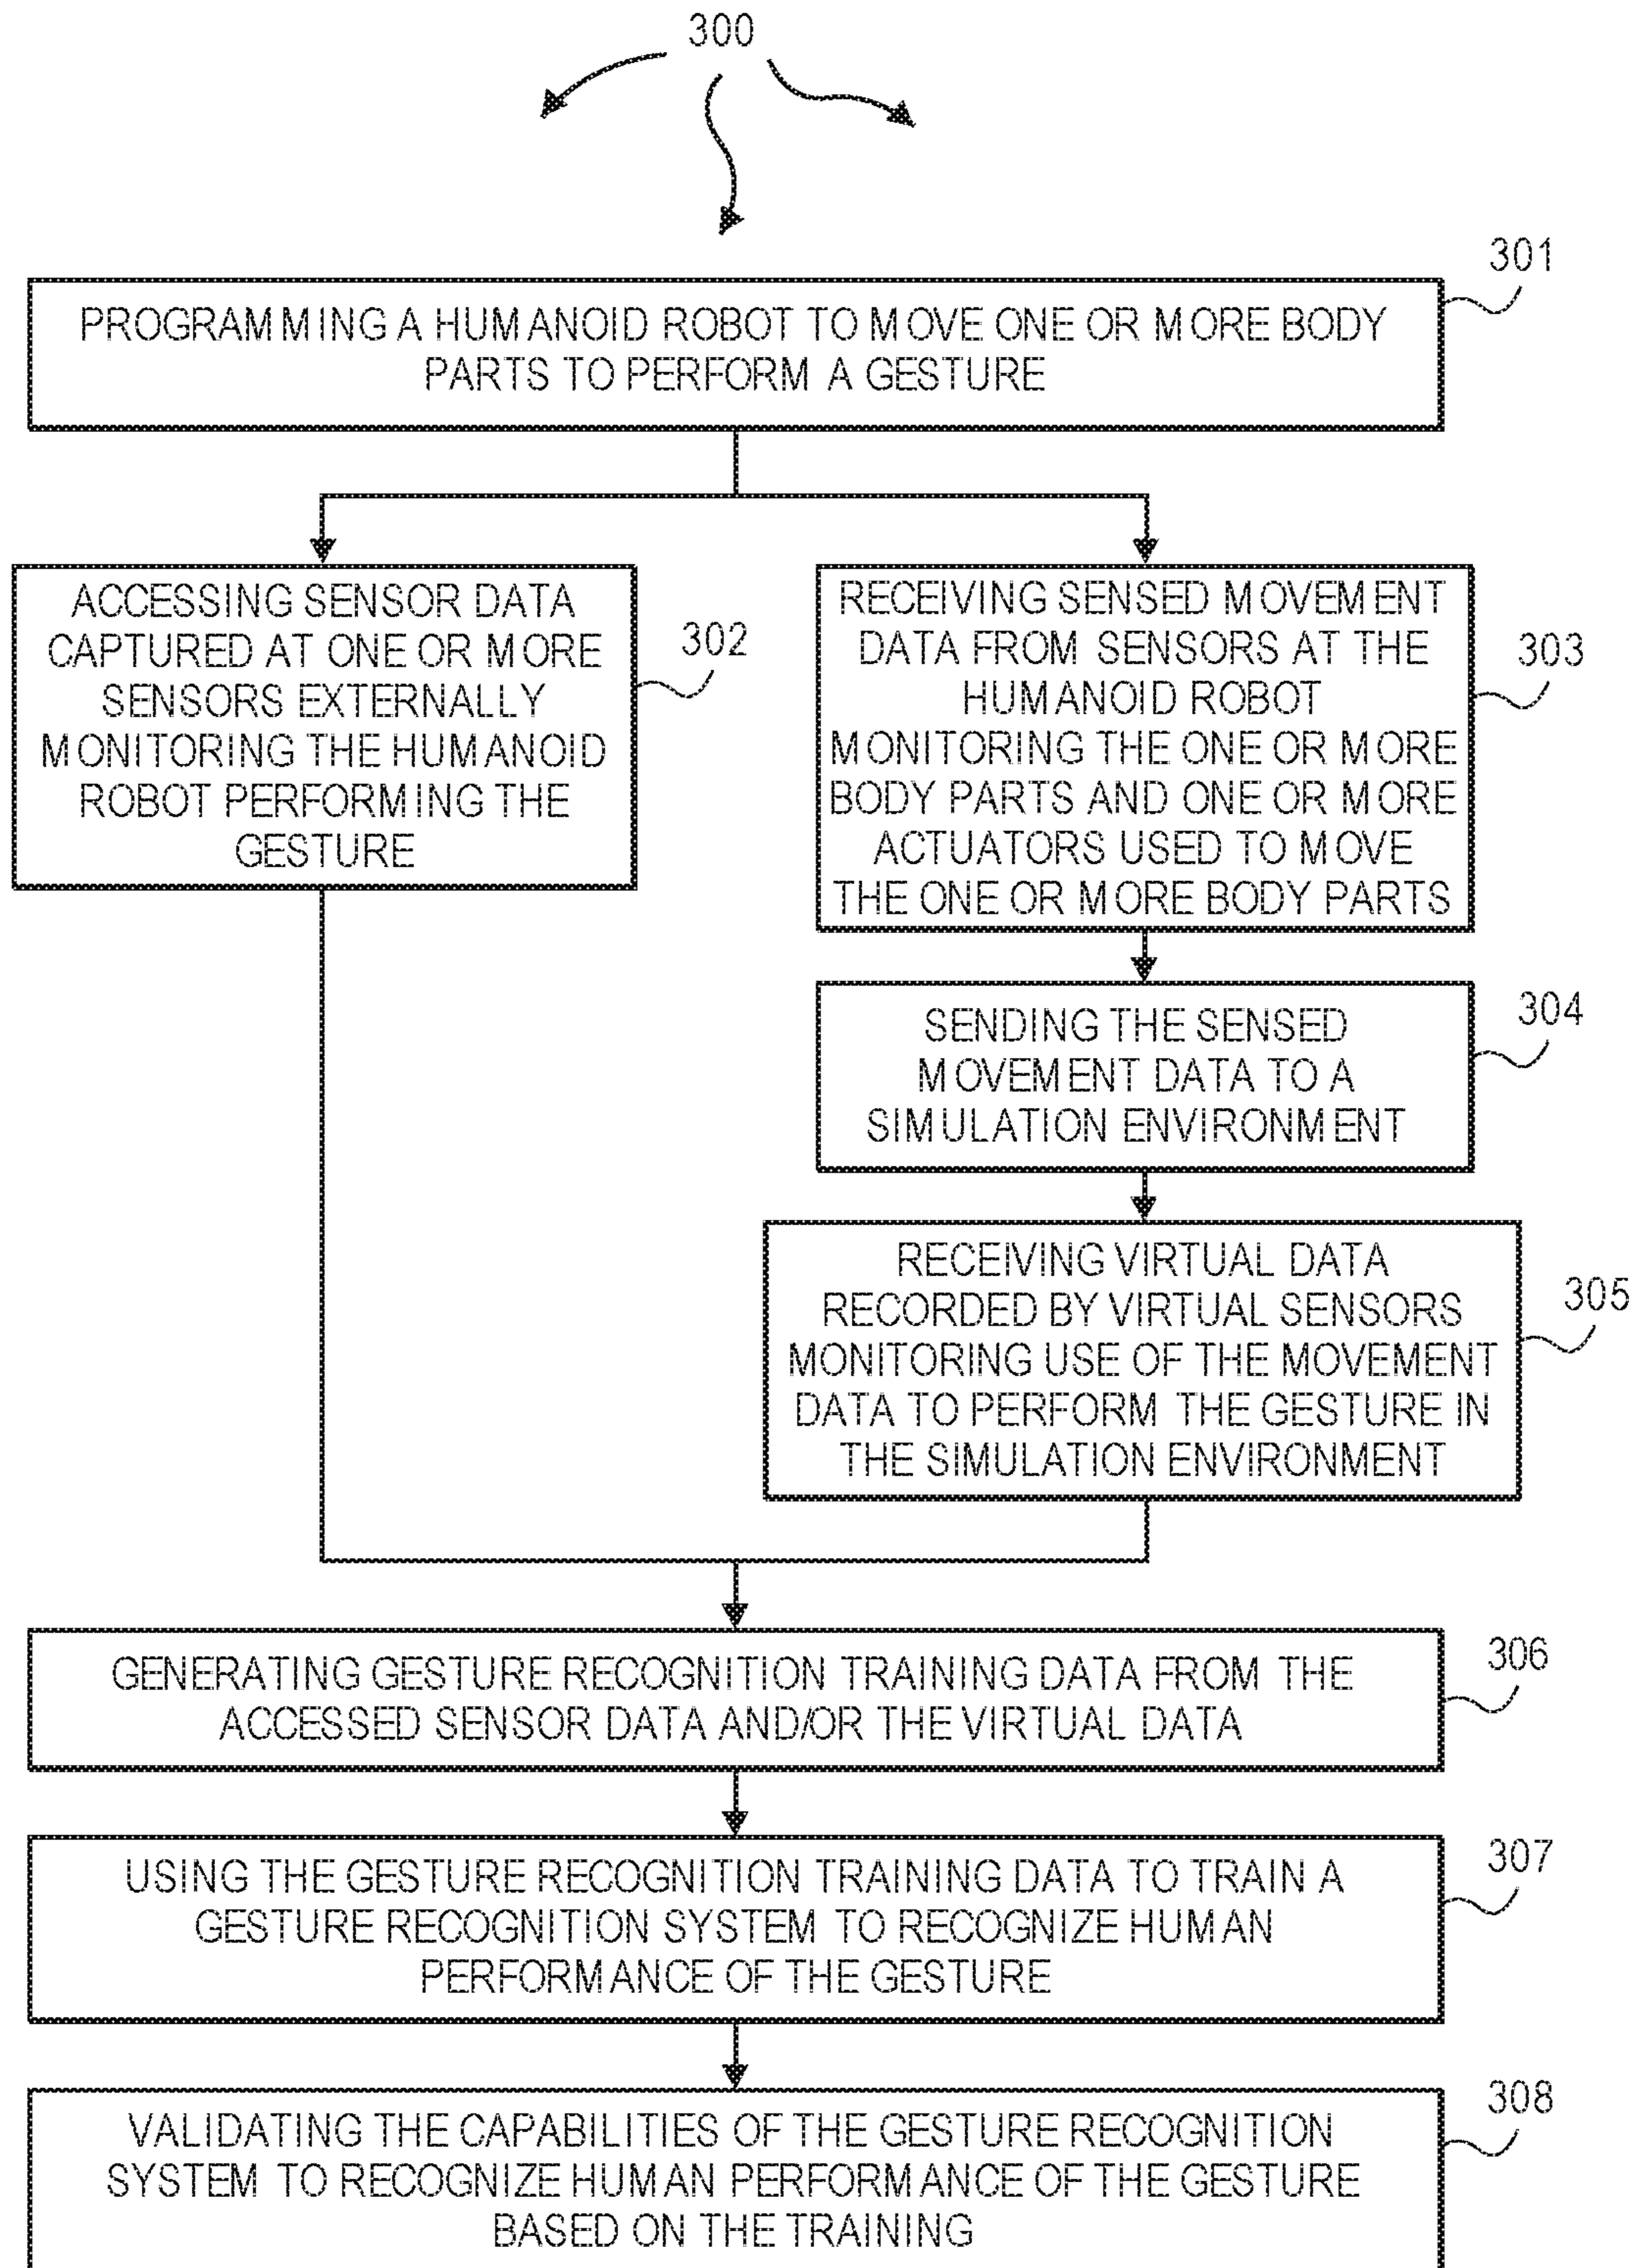 300
301
PROGRAMMING A HUMANOID ROBOT TO MOVE ONE OR MORE BODY
PARTS TO PERFORM A GESTURE
ACCESSING SENSOR DATA
CAPTURED AT ONE OR MORE
SENSORS EXTERNALLY
MONITORING THE HUMANOID
ROBOT PERFORMING THE
GESTURE
302
RECEIVING SENSED MOVEMENT
DATA FROM SENSORS AT THE
HUMANOID ROBOT
MONITORING THE ONE OR MORE
BODY PARTS AND ONE OR MORE
ACTUATORS USED TO MOVE
THE ONE OR MORE BODY PARTS
303
SENDING THE SENSED
MOVEMENT DATA TO A
SIMULATION ENVIRONMENT
304
RECEIVING VIRTUAL DATA
RECORDED BY VIRTUAL SENSORS
MONITORING USE OF THE MOVEMENT
DATA TO PERFORM THE GESTURE IN
THE SIMULATION ENVIRONMENT
305
GENERATING GESTURE RECOGNITION TRAINING DATA FROM THE
ACCESSED SENSOR DATA AND/OR THE VIRTUAL DATA
306
USING THE GESTURE RECOGNITION TRAINING DATA TO TRAIN A
GESTURE RECOGNITION SYSTEM TO RECOGNIZE HUMAN
PERFORMANCE OF THE GESTURE
307
VALIDATING THE CAPABILITIES OF THE GESTURE RECOGNITION
SYSTEM TO RECOGNIZE HUMAN PERFORMANCE OF THE GESTURE
BASED ON THE TRAINING
308